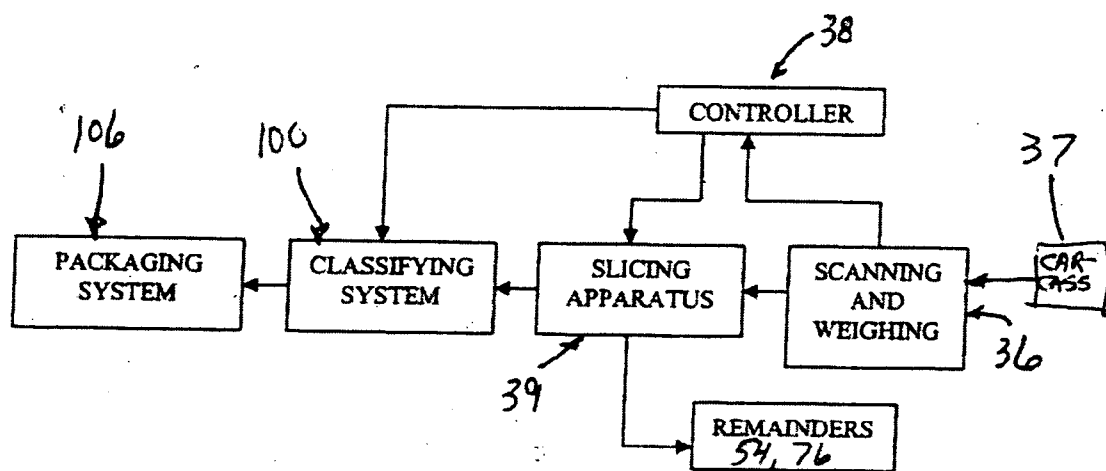 38
CONTROLLER
106
100
37
PACKAGING
SYSTEM
CLASSIFYING
SYSTEM
SLICING
APPARATUS
SCANNING
AND
WEIGHING
CAR-
CASS
39
36
REMAINDERS
54, 76